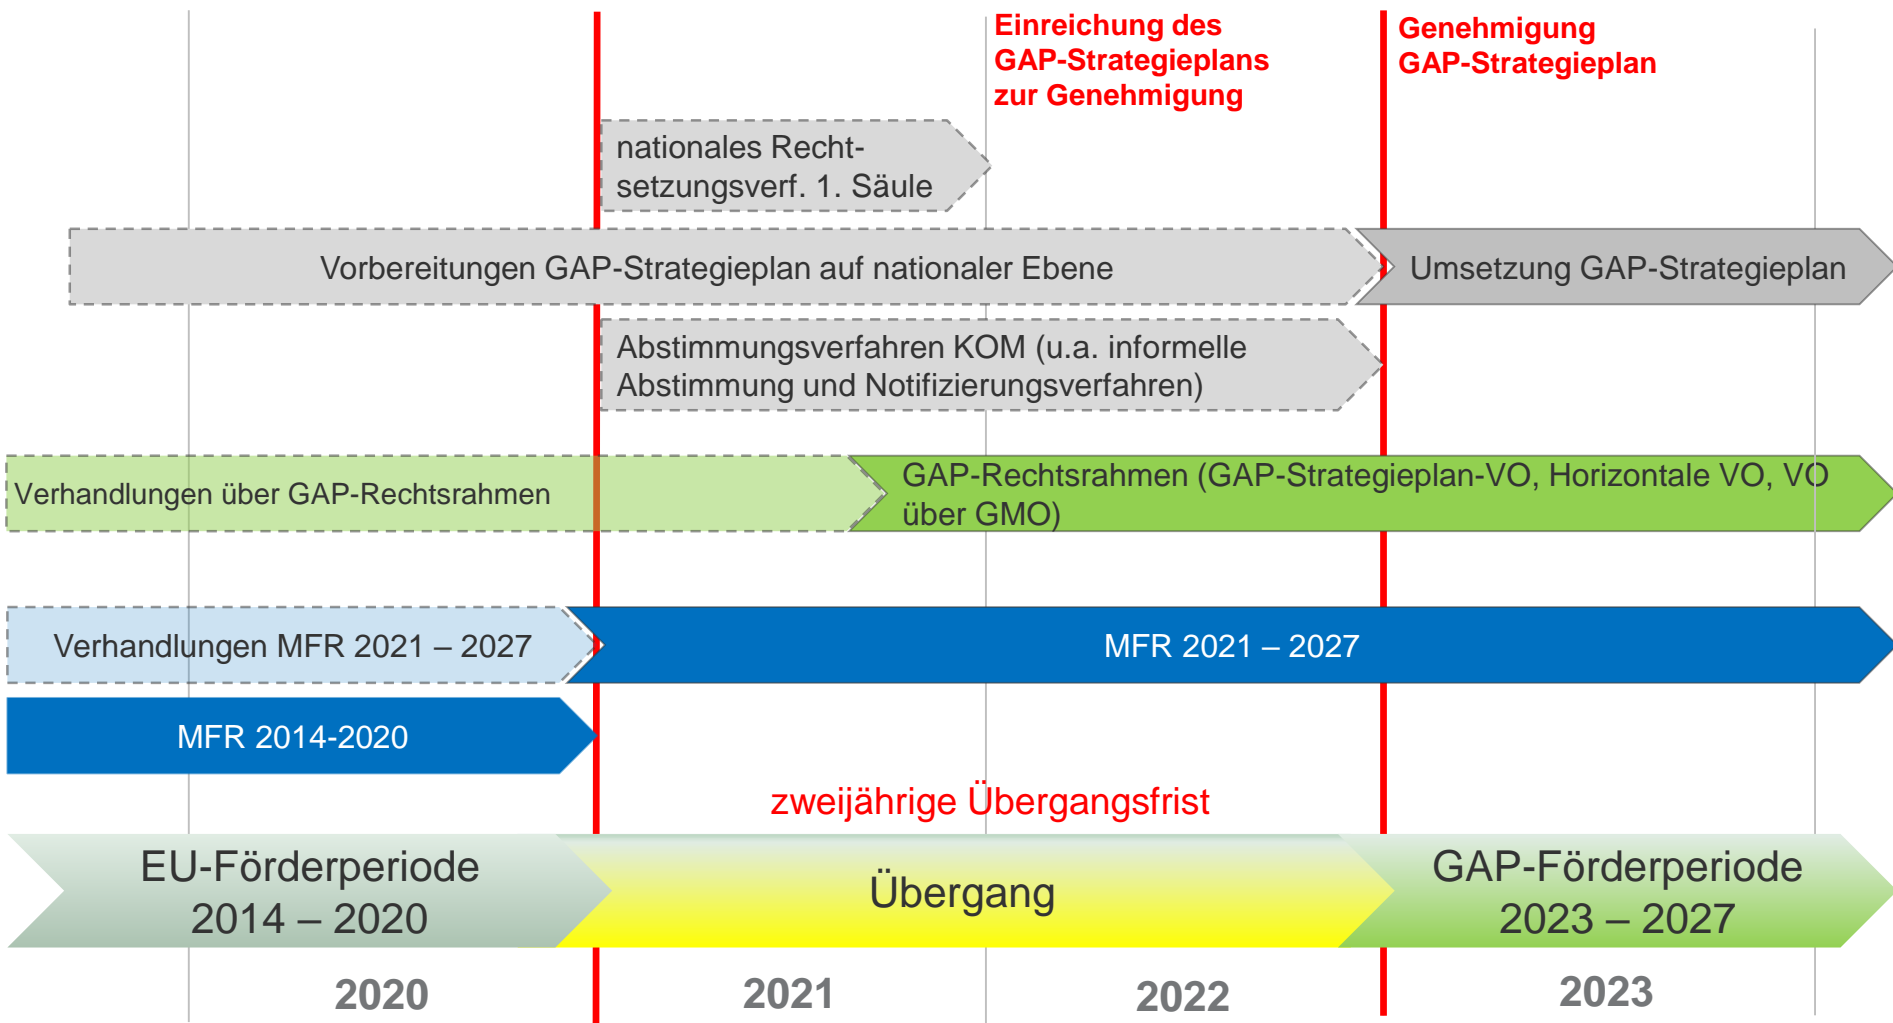 Einreichung des
GAP-Strategieplans
zur Genehmigung
Genehmigung
GAP-Strategieplan
nationales Recht-
setzungsverf. 1. Säule
Vorbereitungen GAP-Strategieplan auf nationaler Ebene
Umsetzung GAP-Strategieplan
Abstimmungsverfahren KOM (u.a. informelle
Abstimmung und Notifizierungsverfahren)
Verhandlungen über GAP-Rechtsrahmen
GAP-Rechtsrahmen (GAP-Strategieplan-VO, Horizontale VO, VO
über GMO)
Verhandlungen MFR 2021 – 2027
MFR 2021 – 2027
MFR 2014-2020
zweijährige Übergangsfrist
EU-Förderperiode
2014 – 2020
Übergang
GAP-Förderperiode
2023 – 2027
2020
2021
2022
2023